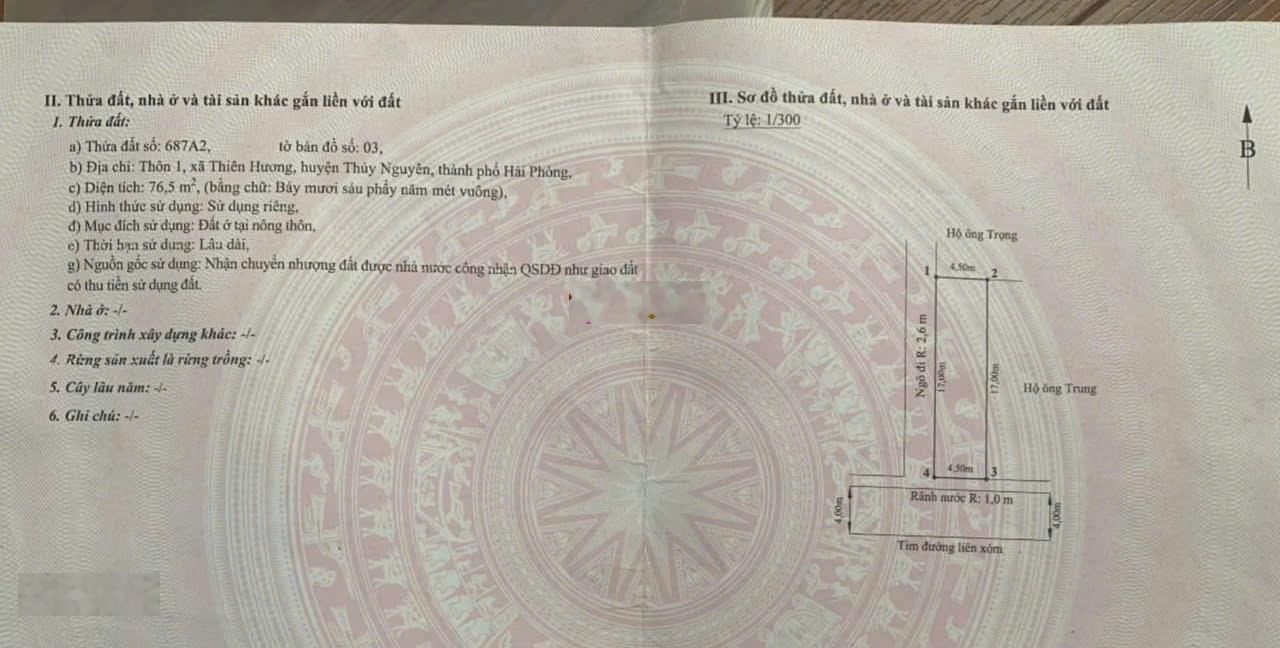 II. Thửa đất, nhà ở và tài sản khác gắn liền với đất
1. Thửa đất:
a) Thửa đất số: 687A2, tờ bản đồ số: 03,
b) Địa chỉ: Thôn 1, xã Thiên Hương, huyện Thủy Nguyên, thành phố Hải Phòng,
c) Diện tích: 76,5 m², (bằng chữ: Bảy mươi sáu phẩy năm mét vuông),
d) Hình thức sử dụng: Sử dụng riêng,
đ) Mục đích sử dụng: Đất ở tại nông thôn,
e) Thời hạn sử dụng: Lâu dài,
g) Nguồn gốc sử dụng: Nhận chuyển nhượng đất được nhà nước công nhận QSDĐ như giao đất
có thu tiền sử dụng đất.
2. Nhà ở: -/-
3. Công trình xây dựng khác: -/-
4. Rừng sản xuất là rừng trồng: -/-
5. Cây lâu năm: -/-
6. Ghi chú: -/-
III. Sơ đồ thửa đất, nhà ở và tài sản khác gắn liền với đất
Tỷ lệ: 1/300
B
Hộ ông Trọng
1 4,50m 2
Ngõ đi R: 2,6 m
17,00m
17,00m
Hộ ông Trung
4 4,50m 3
Rãnh nước R: 1,0 m
4,00m
4,00m
Tim đường liên xóm